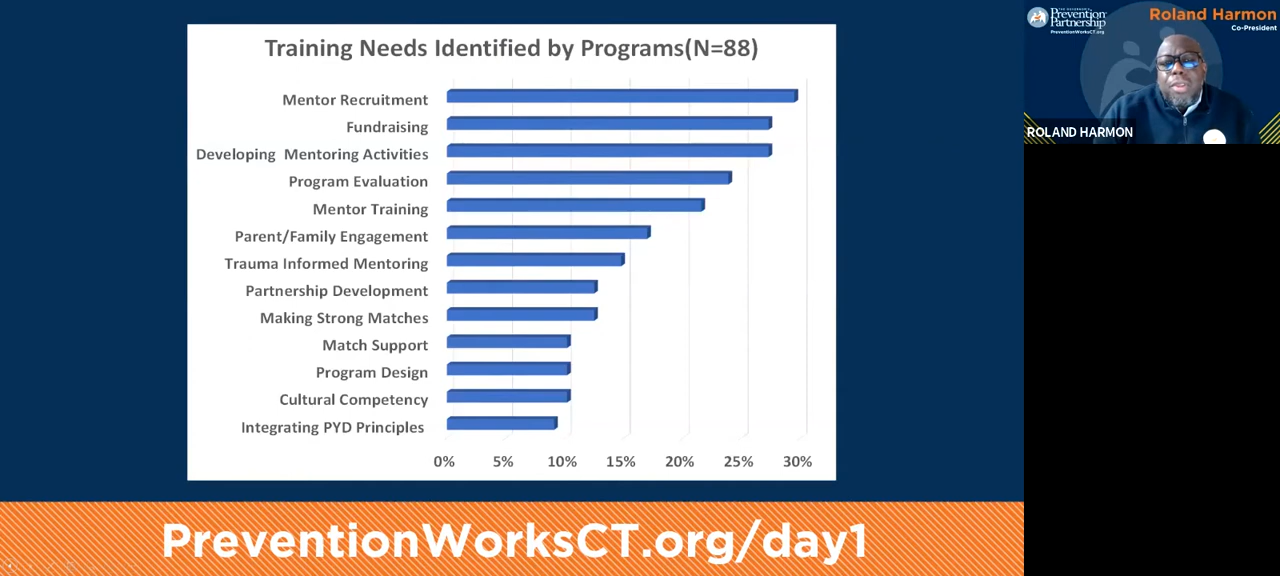 Training Needs Identified by Programs(N=88)
Mentor Recruitment
Fundraising
Developing Mentoring Activities
Program Evaluation
Mentor Training
Parent/Family Engagement
Trauma Informed Mentoring
Partnership Development
Making Strong Matches
Match Support
Program Design
Cultural Competency
Integrating PYD Principles
0% 5% 10% 15% 20% 25% 30%
PreventionWorksCT.org/day1
THE GOVERNOR'S
Prevention
Partnership
PreventionWorksCT.org
Roland Harmon
Co-President
ROLAND HARMON